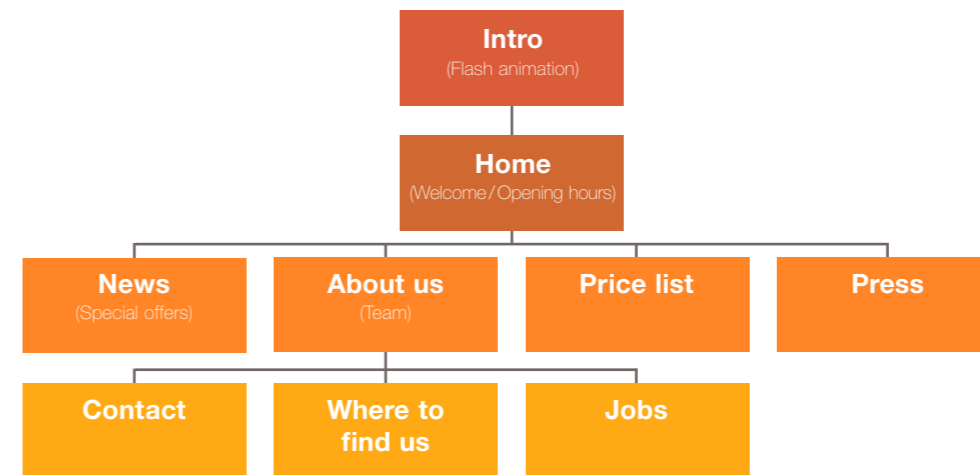 Intro
(Flash animation)
Home
(Welcome/Opening hours)
News
(Special offers)
About us
(Team)
Price list
Press
Contact
Where to
find us
Jobs